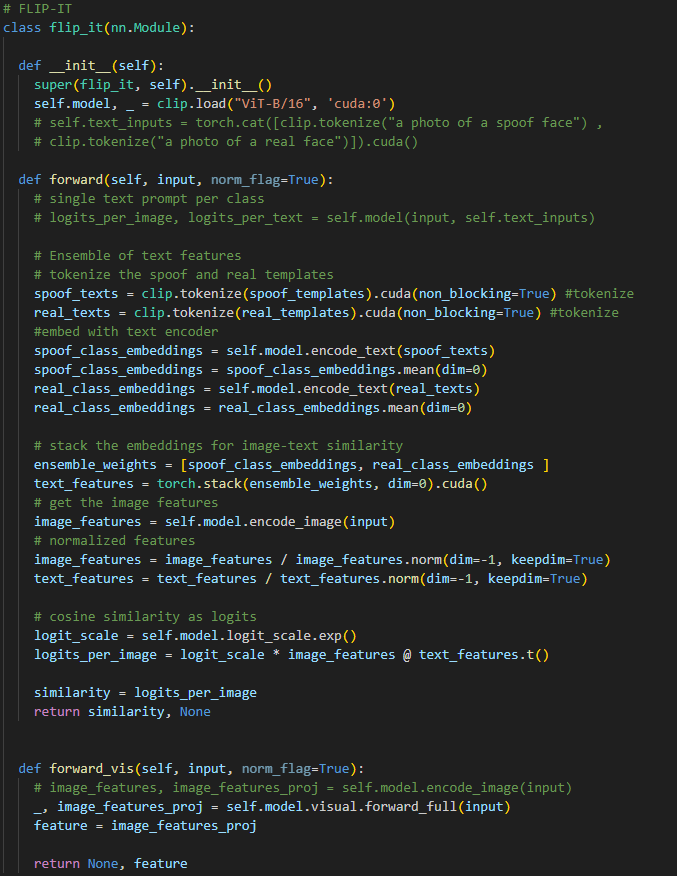 # FLIP-IT
class flip_it(nn.Module):
def __init__(self):
super(flip_it, self).__init__()
self.model, _ = clip.load("ViT-B/16", 'cuda:0')
# self.text_inputs = torch.cat([clip.tokenize("a photo of a spoof face") ,
# clip.tokenize("a photo of a real face")]).cuda()
def forward(self, input, norm_flag=True):
# single text prompt per class
# logits_per_image, logits_per_text = self.model(input, self.text_inputs)
# Ensemble of text features
# tokenize the spoof and real templates
spoof_texts = clip.tokenize(spoof_templates).cuda(non_blocking=True) #tokenize
real_texts = clip.tokenize(real_templates).cuda(non_blocking=True) #tokenize
#embed with text encoder
spoof_class_embeddings = self.model.encode_text(spoof_texts)
spoof_class_embeddings = spoof_class_embeddings.mean(dim=0)
real_class_embeddings = self.model.encode_text(real_texts)
real_class_embeddings = real_class_embeddings.mean(dim=0)
# stack the embeddings for image-text similarity
ensemble_weights = [spoof_class_embeddings, real_class_embeddings ]
text_features = torch.stack(ensemble_weights, dim=0).cuda()
# get the image features
image_features = self.model.encode_image(input)
# normalized features
image_features = image_features / image_features.norm(dim=-1, keepdim=True)
text_features = text_features / text_features.norm(dim=-1, keepdim=True)
# cosine similarity as logits
logit_scale = self.model.logit_scale.exp()
logits_per_image = logit_scale * image_features @ text_features.t()
similarity = logits_per_image
return similarity, None
def forward_vis(self, input, norm_flag=True):
# image_features, image_features_proj = self.model.encode_image(input)
_, image_features_proj = self.model.visual.forward_full(input)
feature = image_features_proj
return None, feature